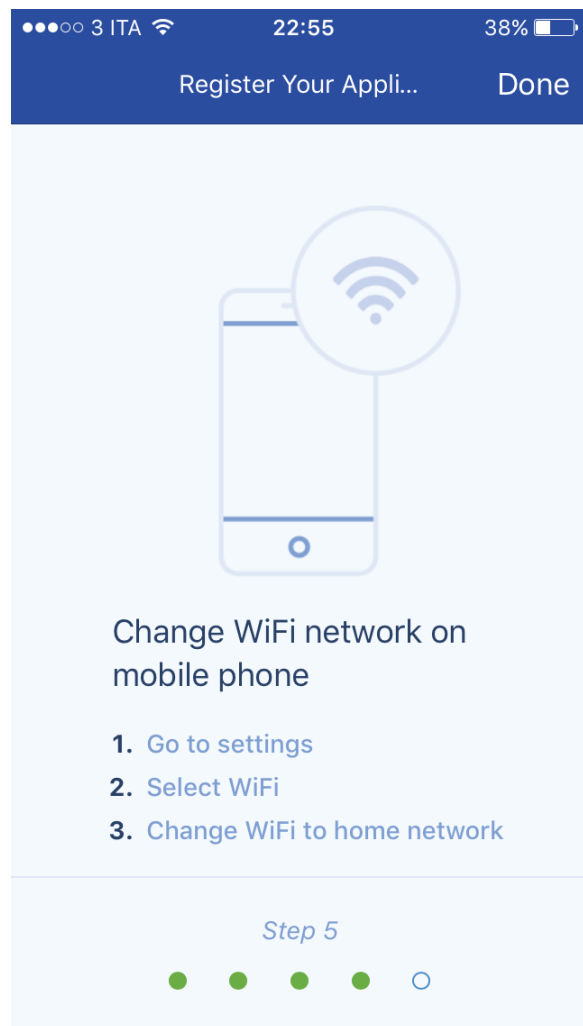 3 ITA 22:55 38%
Register Your Appli... Done
Change WiFi network on
mobile phone
1. Go to settings
2. Select WiFi
3. Change WiFi to home network
Step 5